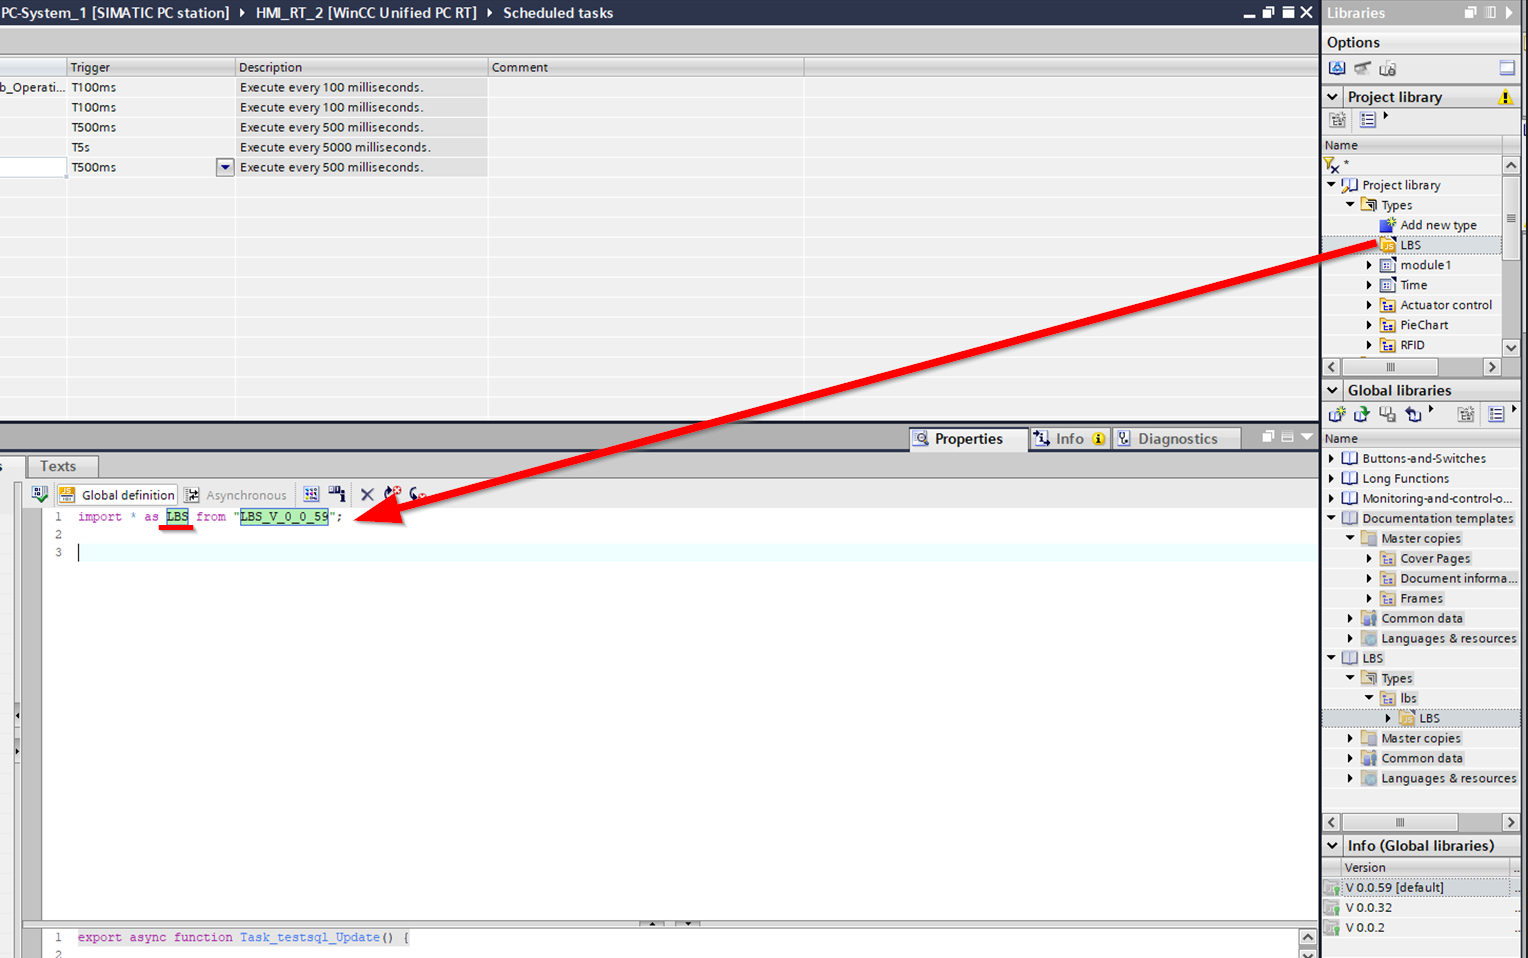 PC-System_1 [SIMATIC PC station] HMI_RT_2 [WinCC Unified PC RT] Scheduled tasks
Trigger Description Comment
b_Operati... T100ms Execute every 100 milliseconds.
T100ms Execute every 100 milliseconds.
T500ms Execute every 500 milliseconds.
T5s Execute every 5000 milliseconds.
T500ms Execute every 500 milliseconds.
Properties Info Diagnostics
s Texts
Global definition Asynchronous
1 import * as LBS from "LBS_V_0_0_59";
2
3
1 export async function Task_testsql_Update() {
2
Libraries
Options
Project library
Name
*
Project library
Types
Add new type
LBS
module1
Time
Actuator control
PieChart
RFID
Global libraries
Name
Buttons-and-Switches
Long Functions
Monitoring-and-control-o...
Documentation templates
Master copies
Cover Pages
Document informa...
Frames
Common data
Languages & resources
LBS
Types
lbs
LBS
Master copies
Common data
Languages & resources
Info (Global libraries)
Version ...
V 0.0.59 [default] ...
V 0.0.32 ...
V 0.0.2 ...